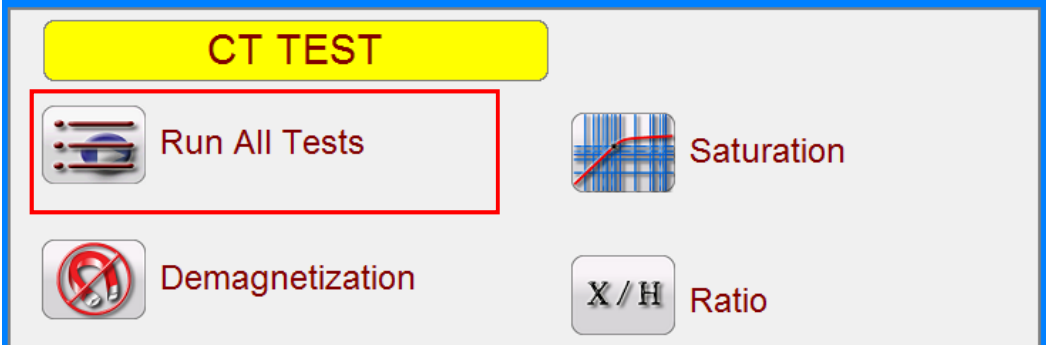 CT TEST
Run All Tests
Saturation
Demagnetization
X / H
Ratio